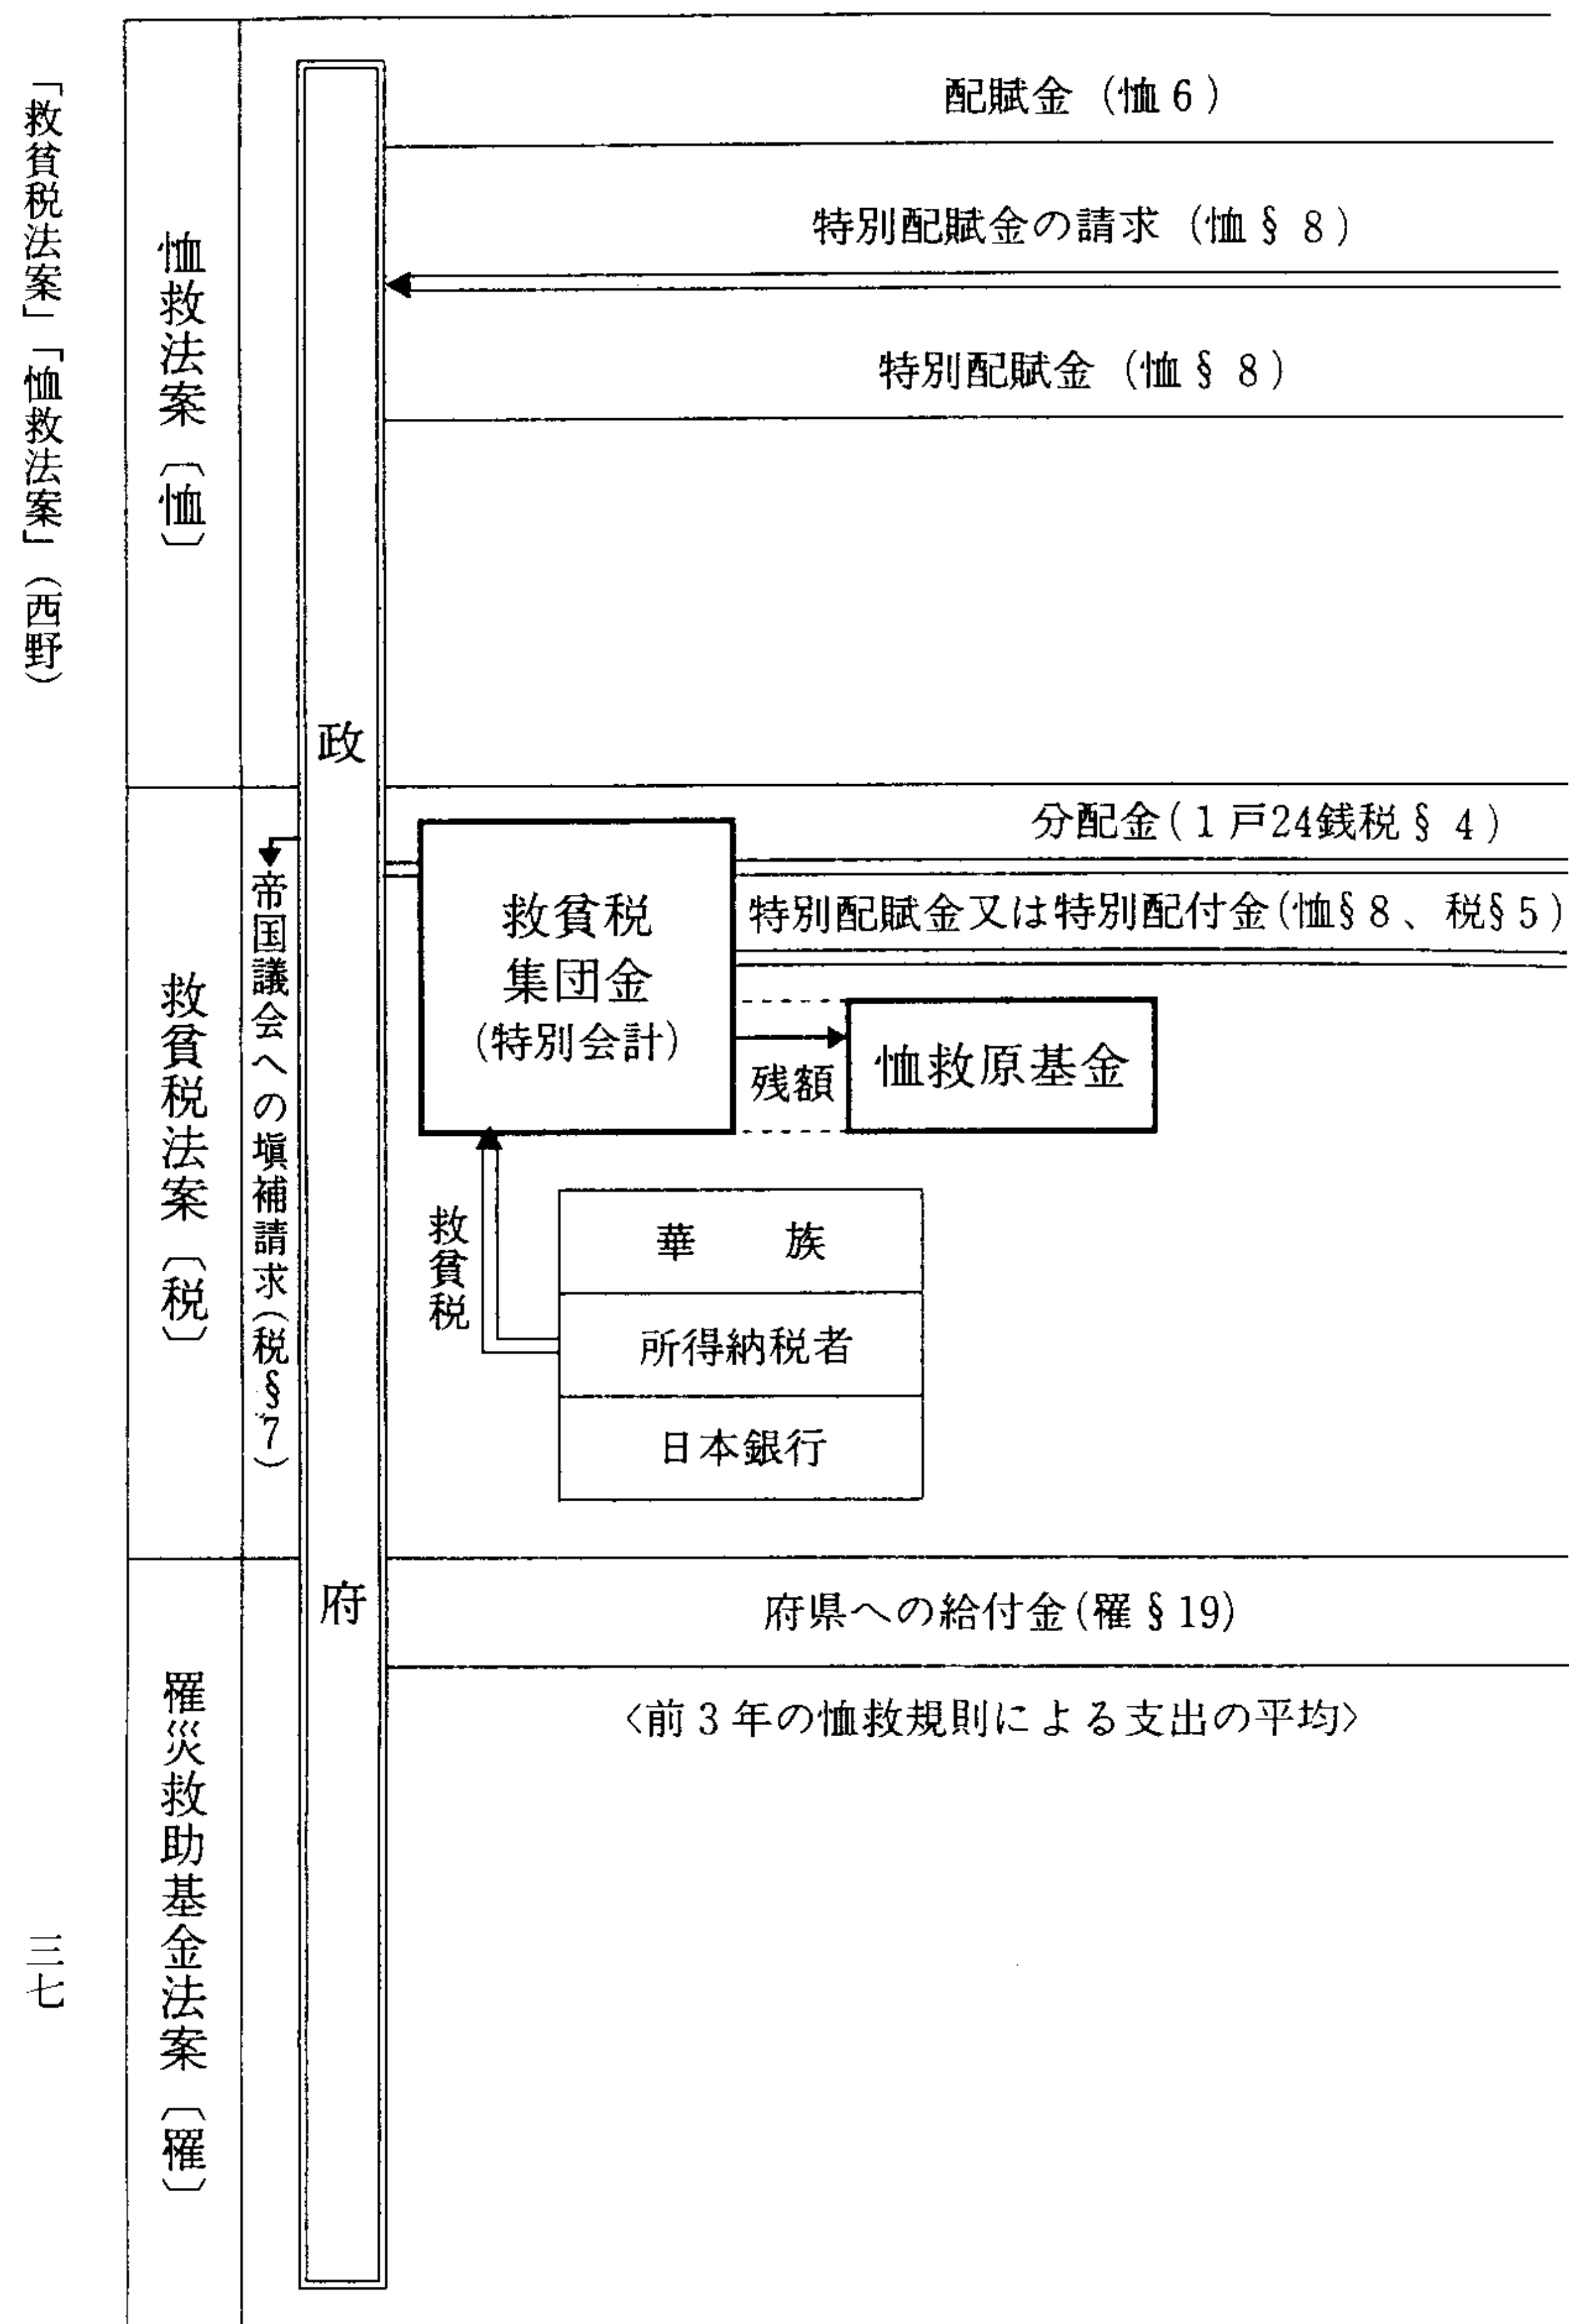 「救貧税法案」「恤救法案」（西野）
三七
恤救法案〔恤〕
配賦金（恤6）
特別配賦金の請求（恤§8）
特別配賦金（恤§8）
政府
救貧税法案〔税〕
帝国議会への塡補請求(税§7)
分配金(1戸24銭税§4)
救貧税
集団金
(特別会計)
特別配賦金又は特別配付金(恤§8、税§5)
残額
恤救原基金
救貧税
華　族
所得納税者
日本銀行
罹災救助基金法案〔罹〕
府県への給付金(罹§19)
〈前3年の恤救規則による支出の平均〉